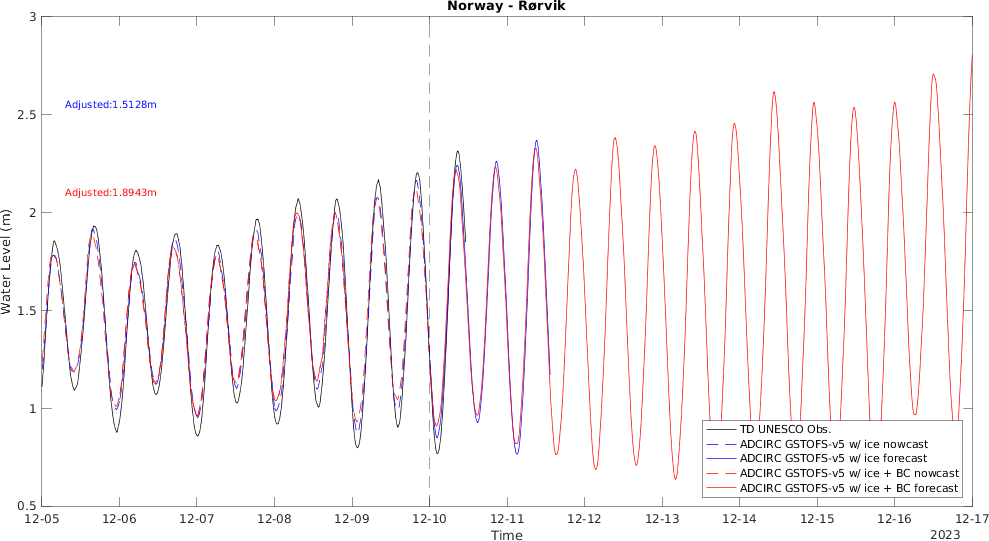 Norway - Rørvik
3
2.5
2
1.5
1
0.5
Water Level (m)
Adjusted:1.5128m
Adjusted:1.8943m
TD UNESCO Obs.
ADCIRC GSTOFS-v5 w/ ice nowcast
ADCIRC GSTOFS-v5 w/ ice forecast
ADCIRC GSTOFS-v5 w/ ice + BC nowcast
ADCIRC GSTOFS-v5 w/ ice + BC forecast
12-05 12-06 12-07 12-08 12-09 12-10 12-11 12-12 12-13 12-14 12-15 12-16 12-17
Time
2023